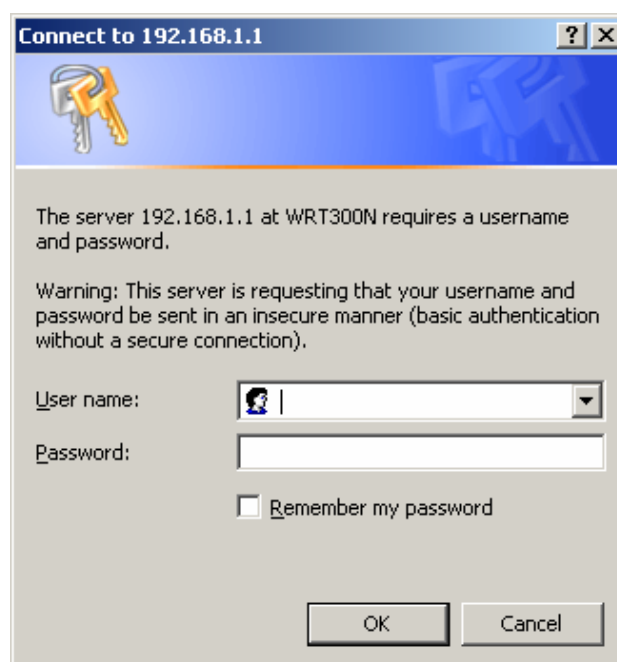 Connect to 192.168.1.1
The server 192.168.1.1 at WRT300N requires a username
and password.
Warning: This server is requesting that your username and
password be sent in an insecure manner (basic authentication
without a secure connection).
User name:
Password:
Remember my password
OK Cancel